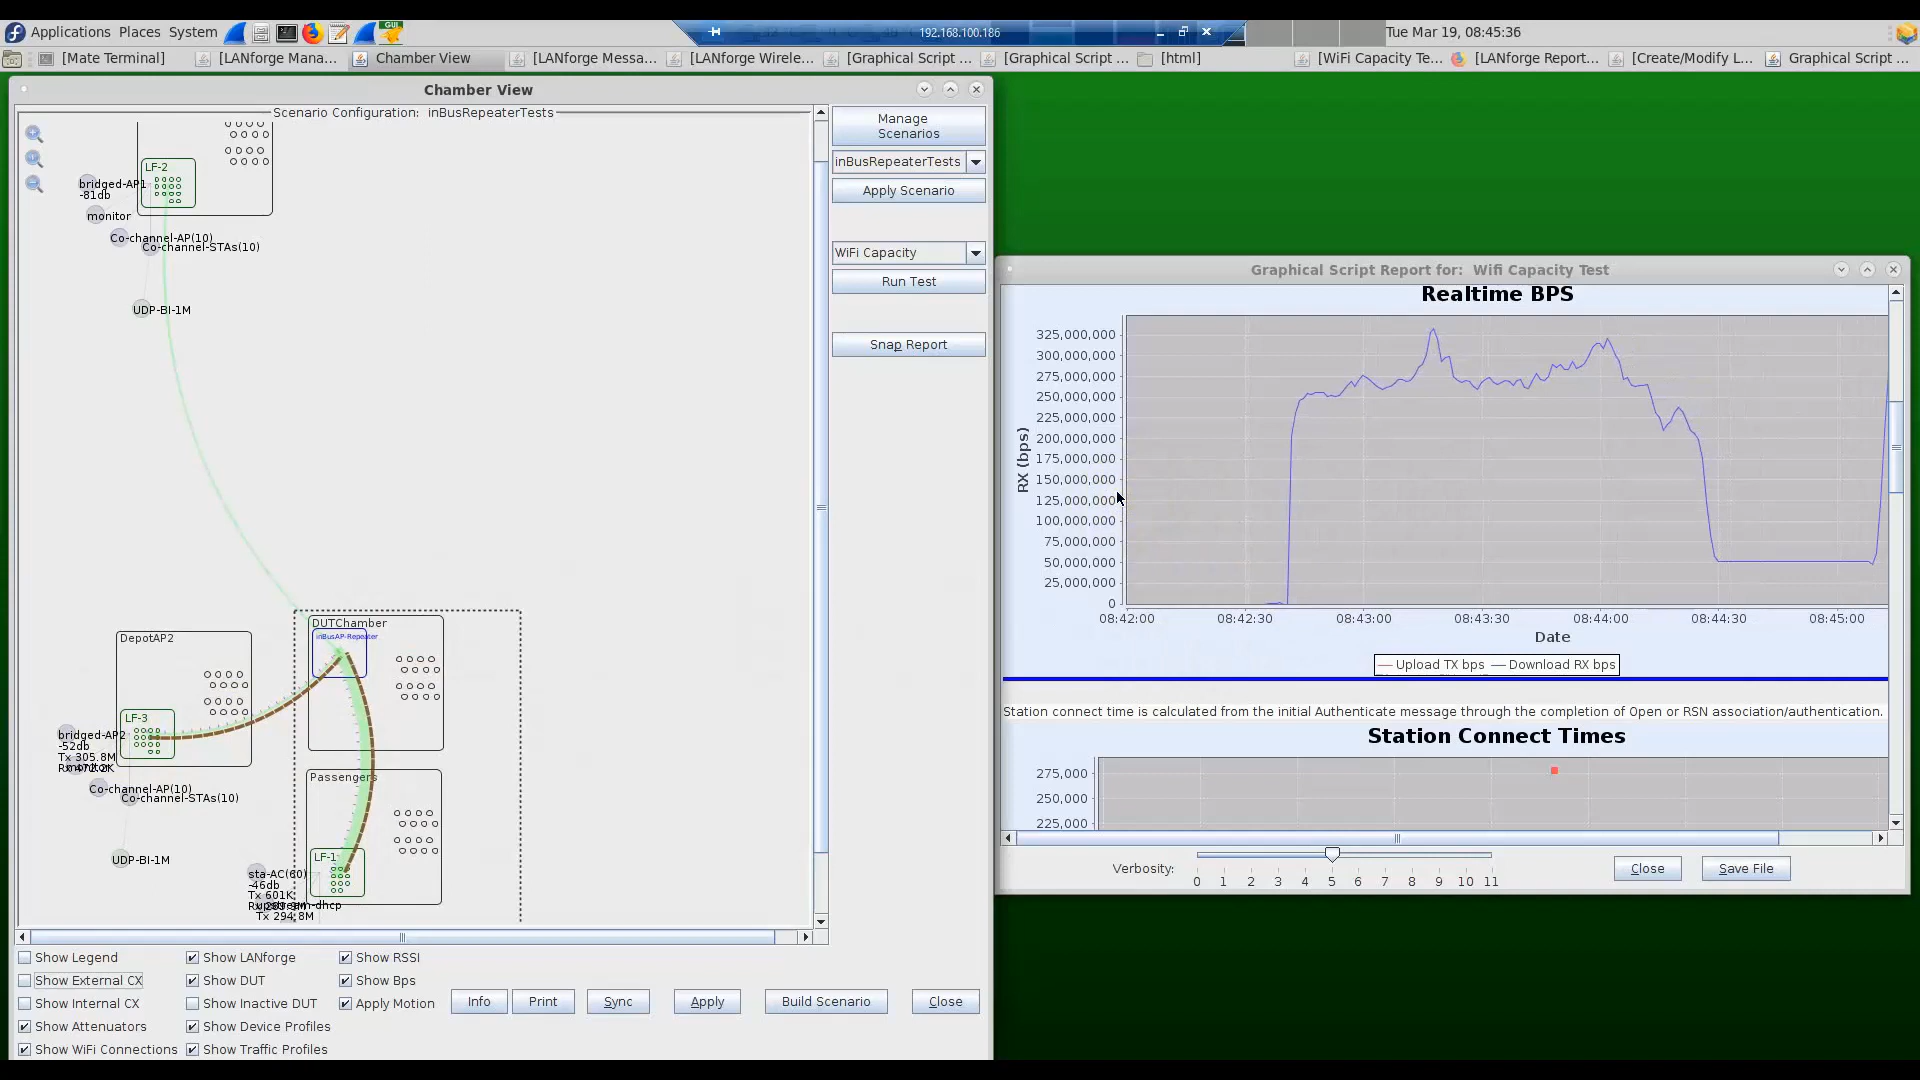 Applications Places System
GUI
192.168.100.186
Tue Mar 19, 08:45:36
[Mate Terminal]
[LANforge Mana...
Chamber View
[LANforge Messa...
[LANforge Wirele...
[Graphical Script ...
[Graphical Script ...
[html]
[WiFi Capacity Te...
[LANforge Report...
[Create/Modify L...
Graphical Script ...
Chamber View
Scenario Configuration: inBusRepeaterTests
LF-2
bridged-AP1
-81db
monitor
Co-channel-AP(10)
Co-channel-STAs(10)
UDP-BI-1M
DUTChamber
inBusAP-Repeater
DepotAP2
LF-3
bridged-AP2
-52db
Tx 305.8M
Co-channel-AP(10)
Co-channel-STAs(10)
UDP-BI-1M
Passengers
LF-1
sta-AC(60)
-46db
Tx 601K
Tx 294.8M
Manage
Scenarios
inBusRepeaterTests
Apply Scenario
WiFi Capacity
Run Test
Snap Report
Show Legend
Show LANforge
Show RSSI
Show External CX
Show DUT
Show Bps
Show Internal CX
Show Inactive DUT
Apply Motion
Show Attenuators
Show Device Profiles
Show WiFi Connections
Show Traffic Profiles
Info
Print
Sync
Apply
Build Scenario
Close
Graphical Script Report for: Wifi Capacity Test
Realtime BPS
RX (bps)
325,000,000
300,000,000
275,000,000
250,000,000
225,000,000
200,000,000
175,000,000
150,000,000
125,000,000
100,000,000
75,000,000
50,000,000
25,000,000
0
08:42:00 08:42:30 08:43:00 08:43:30 08:44:00 08:44:30 08:45:00
Date
Upload TX bps Download RX bps
Station connect time is calculated from the initial Authenticate message through the completion of Open or RSN association/authentication.
Station Connect Times
275,000
250,000
225,000
Verbosity:
0 1 2 3 4 5 6 7 8 9 10 11
Close
Save File